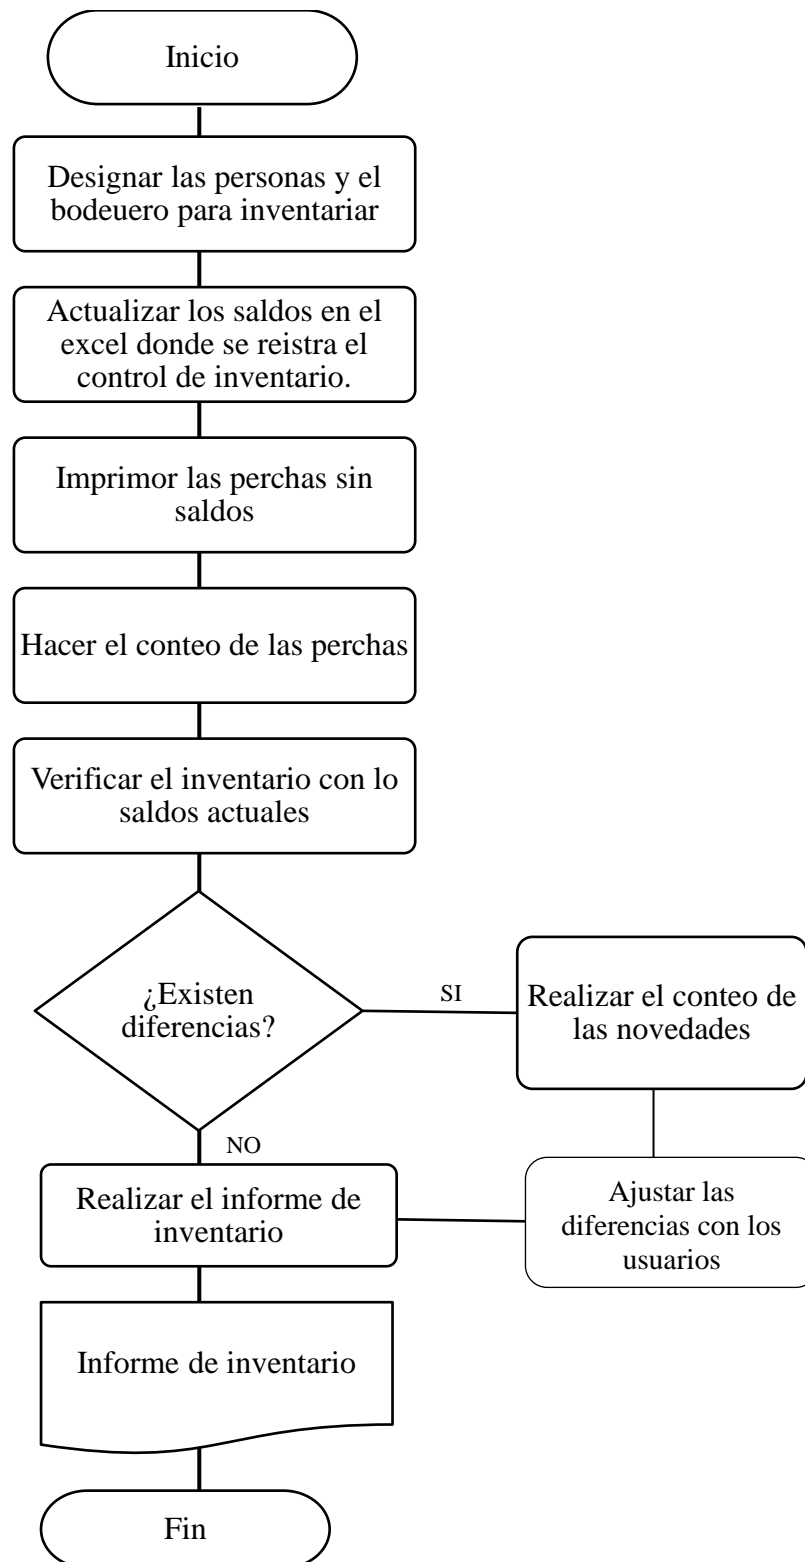 Inicio
Designar las personas y el
bodeuero para inventariar
Actualizar los saldos en el
excel donde se reistra el
control de inventario.
Imprimor las perchas sin
saldos
Hacer el conteo de las perchas
Verificar el inventario con lo
saldos actuales
¿Existen
diferencias?
SI
Realizar el conteo de
las novedades
NO
Realizar el informe de
inventario
Ajustar las
diferencias con los
usuarios
Informe de inventario
Fin